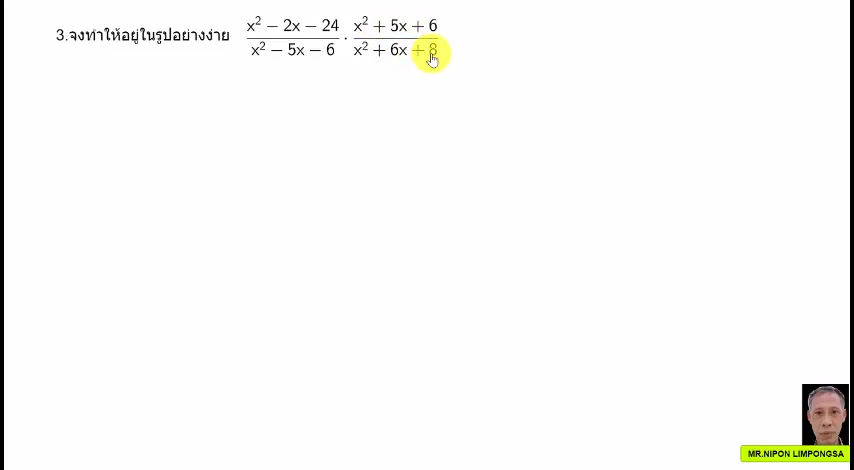 3.จงทำให้อยู่ในรูปอย่างง่าย x² − 2x − 24 / x² − 5x − 6 · x² + 5x + 6 / x² + 6x + 8
MR.NIPON LIMPONGSA